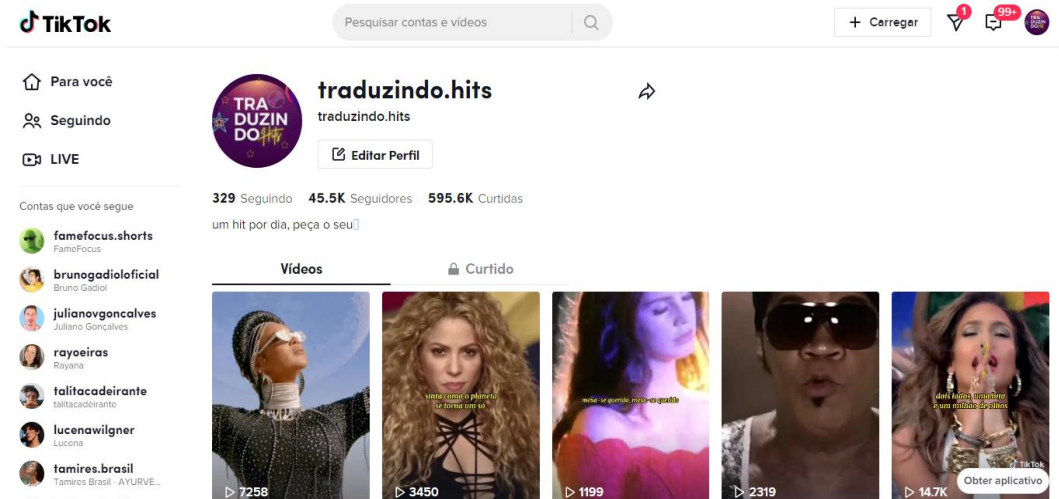 TikTok
Pesquisar contas e vídeos
+ Carregar
1
99+
Para você
Seguindo
LIVE
Contas que você segue
famefocus.shorts
FameFocus
brunogadioloficial
Bruno Gadiol
julianovgoncalves
Juliano Gonçalves
rayoeiras
Rayana
talitacadeirante
talitacadeirante
lucenawilgner
Lucena
tamires.brasil
Tamires Brasil - AYURVE...
TRA
DUZIN
DO Hits
traduzindo.hits
traduzindo.hits
Editar Perfil
329 Seguindo 45.5K Seguidores 595.6K Curtidas
um hit por dia, peça o seu
Vídeos
Curtido
7258
sinta como o planeta
se torna um só
3450
mexa-se querido, mexa-se querido
1199
2319
dois lados, uma luta
e um milhão de olhos
TikTok
14.7K
Obter aplicativo